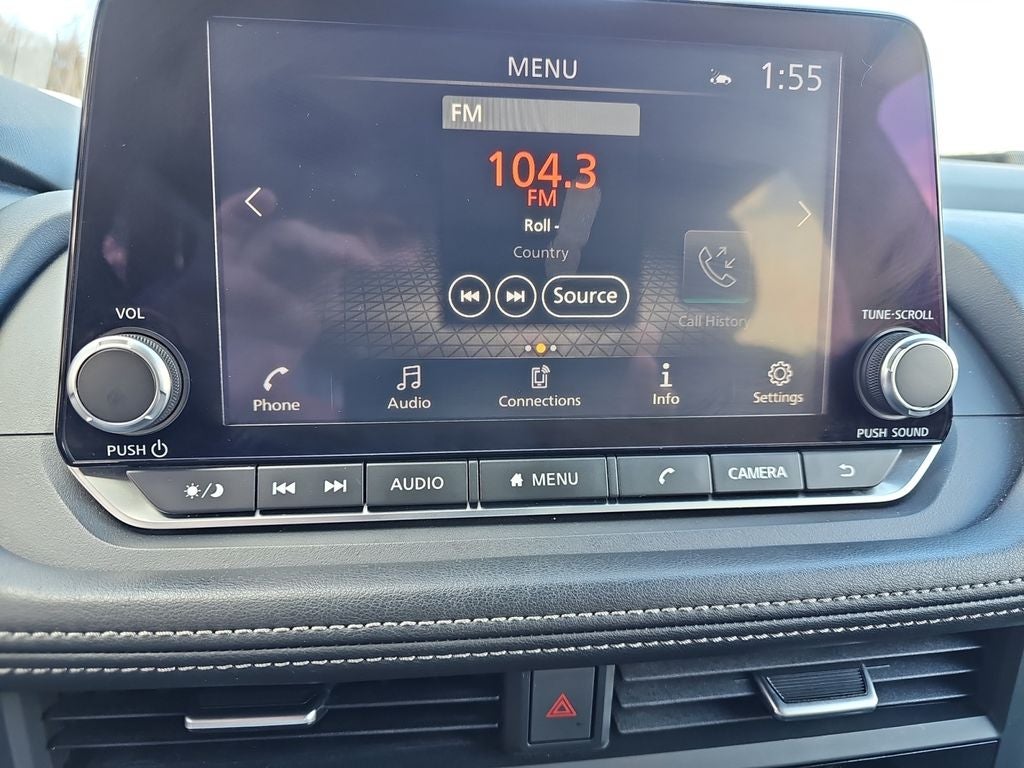 MENU
1:55
FM
104.3
FM
Roll -
Country
Source
Call History
Phone
Audio
Connections
Info
Settings
VOL
PUSH
TUNE-SCROLL
PUSH SOUND
AUDIO
MENU
CAMERA